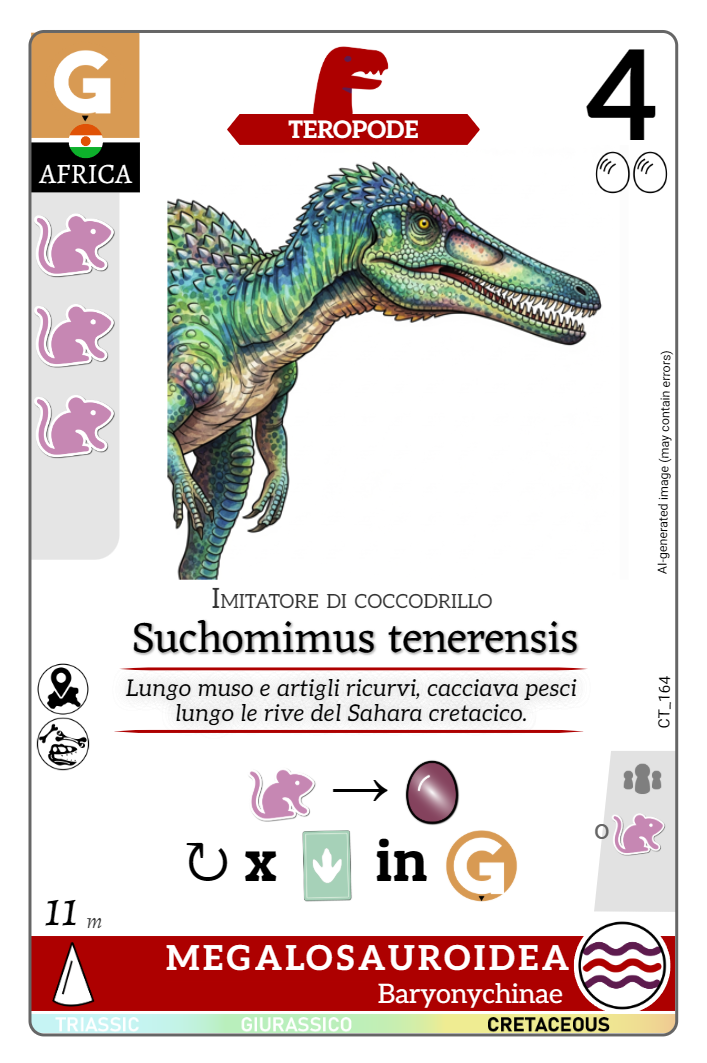 G
4
TEROPODE
AFRICA
AI-generated image (may contain errors)
IMITATORE DI COCCODRILLO
Suchomimus tenerensis
Lungo muso e artigli ricurvi, cacciava pesci
lungo le rive del Sahara cretacico.
CT_164
→
o
↻ x in G
11 m
MEGALOSAUROIDEA
Baryonychinae
TRIASSIC GIURASSICO CRETACEOUS